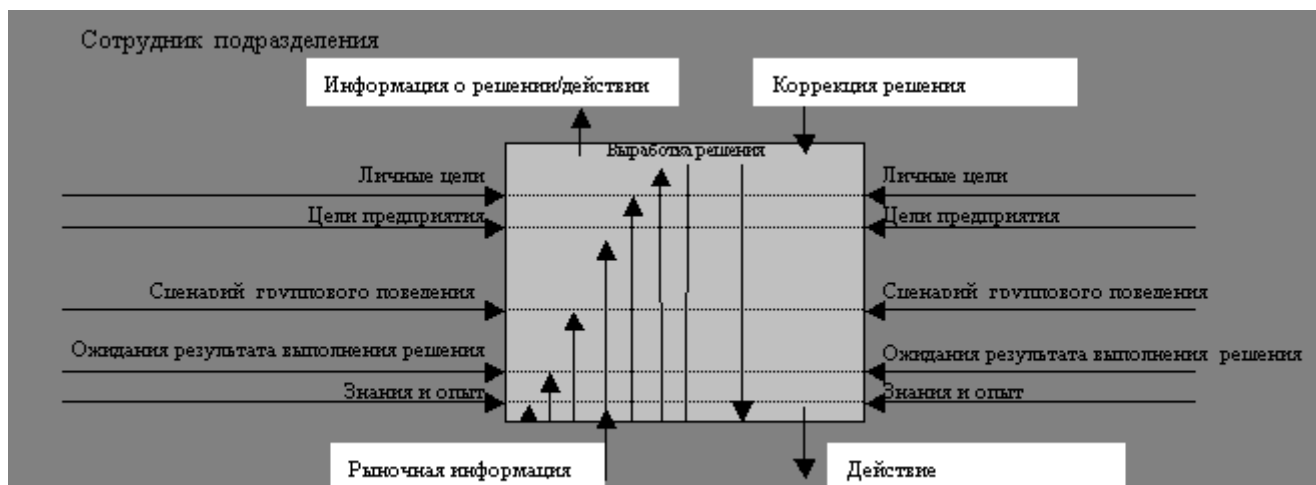 Сотрудник подразделения
Информация о решении/действии
Коррекция решения
Выработка решения
Личные цели
Личные цели
Цели предприятия
Цели предприятия
Сценарий группового поведения
Сценарий группового поведения
Ожидания результата выполнения решения
Ожидания результата выполнения решения
Знания и опыт
Знания и опыт
Рыночная информация
Действие